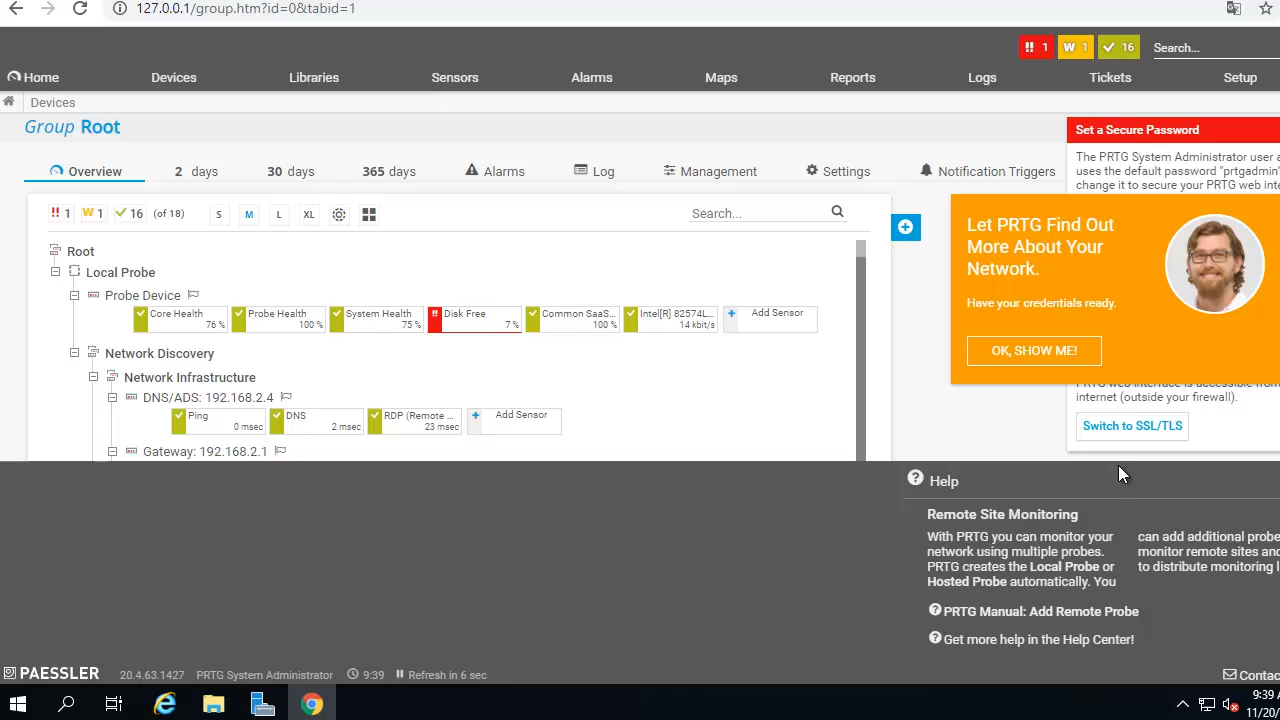 127.0.0.1/group.htm?id=0&tabid=1
!! 1 W 1 16 Search...
Home Devices Libraries Sensors Alarms Maps Reports Logs Tickets Setup
Devices
Group Root
Set a Secure Password
The PRTG System Administrator user a
uses the default password "prtgadmin"
change it to secure your PRTG web inte
Overview 2 days 30 days 365 days Alarms Log Management Settings Notification Triggers
!! 1 W 1 16 (of 18) S M L XL Search...
Let PRTG Find Out
More About Your
Network.
Have your credentials ready.
OK, SHOW ME!
Root
Local Probe
Probe Device
Core Health 76 %
Probe Health 100 %
System Health 75 %
!! Disk Free 7 %
Common SaaS... 100 %
Intel[R] 82574L... 14 kbit/s
Add Sensor
Network Discovery
Network Infrastructure
DNS/ADS: 192.168.2.4
Ping 0 msec
DNS 2 msec
RDP (Remote ... 23 msec
Add Sensor
Gateway: 192.168.2.1
PRTG web interface is accessible from
internet (outside your firewall).
Switch to SSL/TLS
Help
Remote Site Monitoring
With PRTG you can monitor your
network using multiple probes.
PRTG creates the Local Probe or
Hosted Probe automatically. You
can add additional probe
monitor remote sites and
to distribute monitoring l
PRTG Manual: Add Remote Probe
Get more help in the Help Center!
PAESSLER 20.4.63.1427 PRTG System Administrator 9:39 Refresh in 6 sec Contac
9:39 A
11/20/